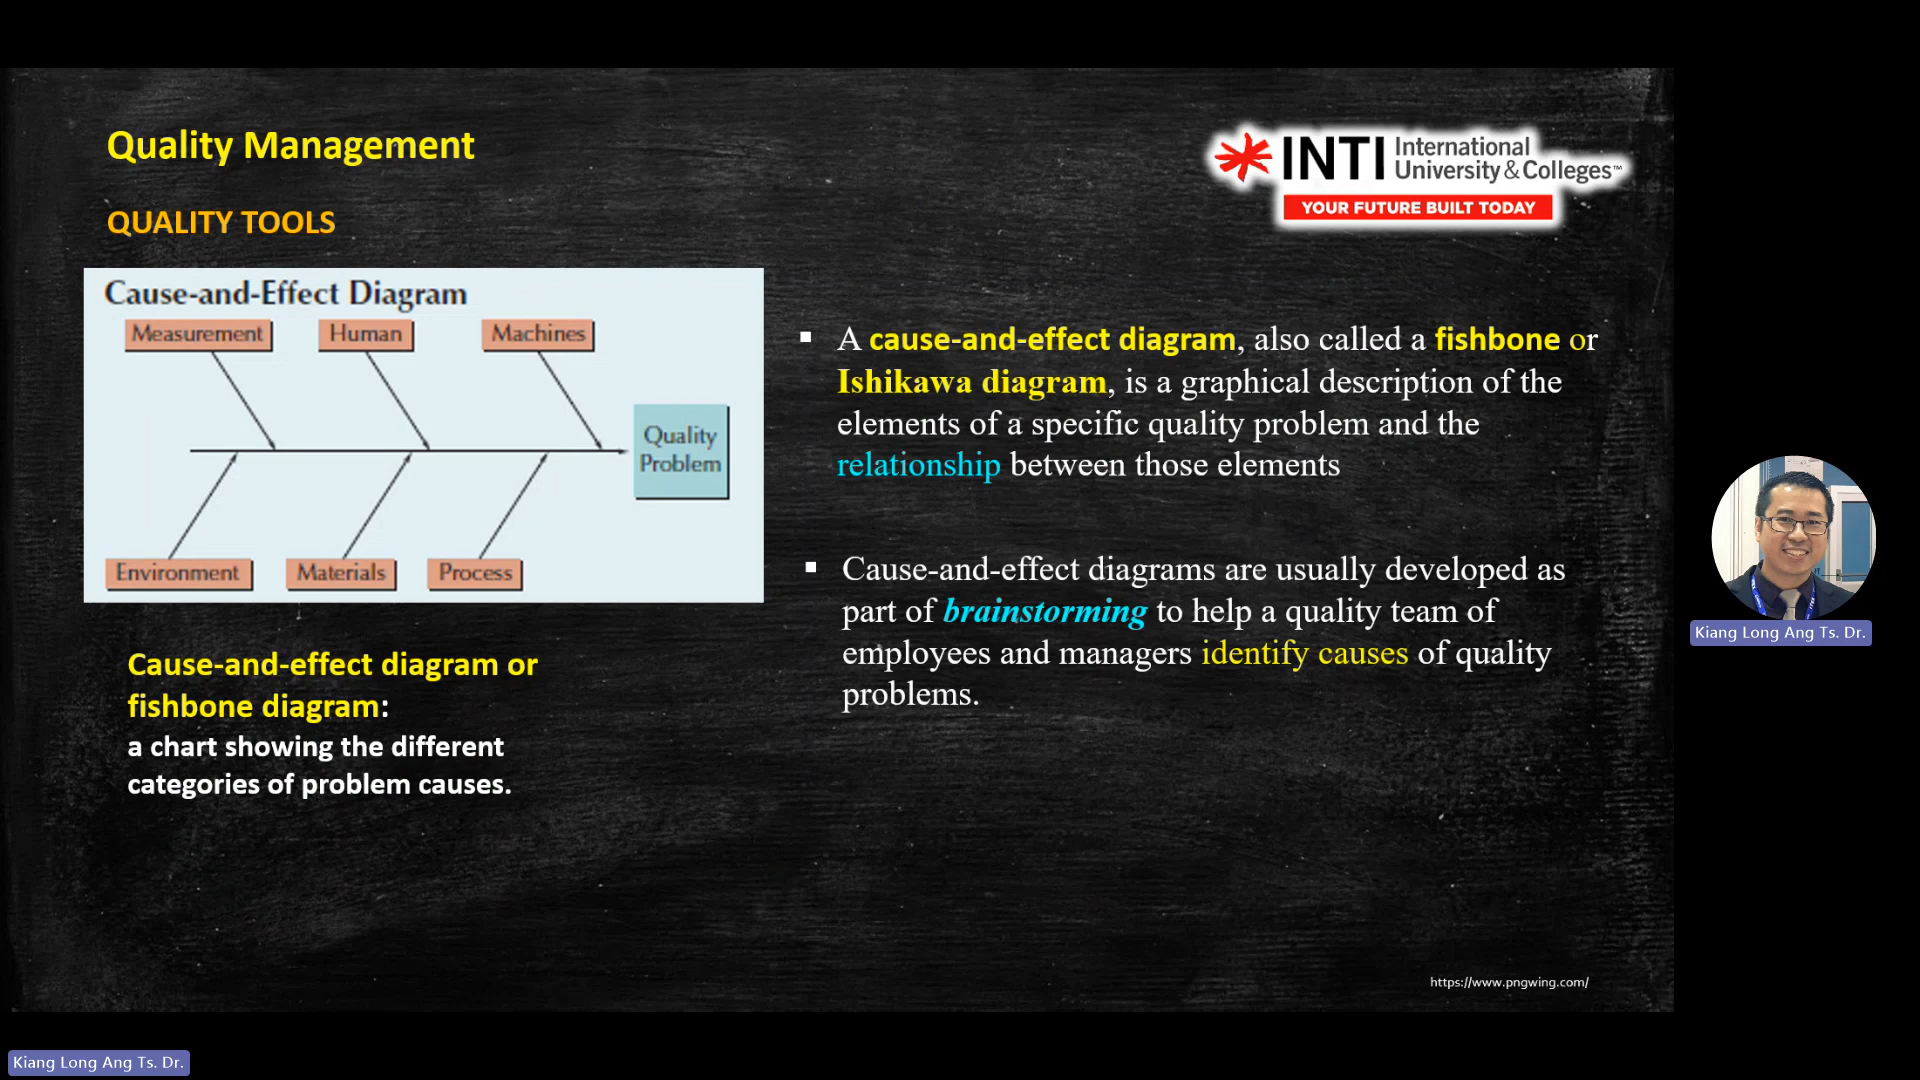 Quality Management
QUALITY TOOLS
INTI International
University & Colleges™
YOUR FUTURE BUILT TODAY
Cause-and-Effect Diagram
Measurement
Human
Machines
Quality
Problem
Environment
Materials
Process
Cause-and-effect diagram or
fishbone diagram:
a chart showing the different
categories of problem causes.
▪ A cause-and-effect diagram, also called a fishbone or
Ishikawa diagram, is a graphical description of the
elements of a specific quality problem and the
relationship between those elements
▪ Cause-and-effect diagrams are usually developed as
part of brainstorming to help a quality team of
employees and managers identify causes of quality
problems.
https://www.pngwing.com/
Kiang Long Ang Ts. Dr.
Kiang Long Ang Ts. Dr.